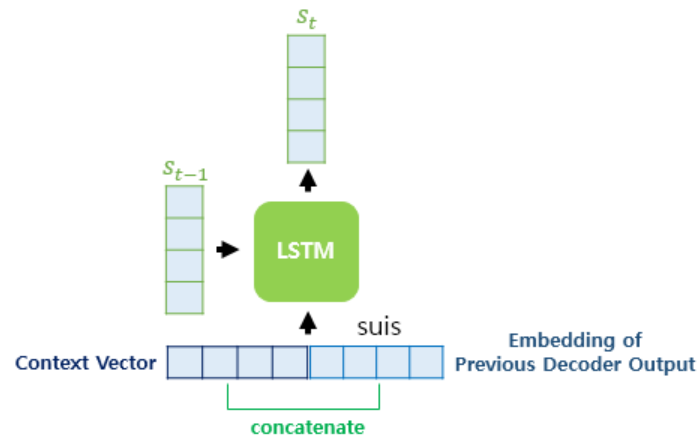 s_t
s_{t−1}
LSTM
suis
Context Vector
Embedding of
Previous Decoder Output
concatenate